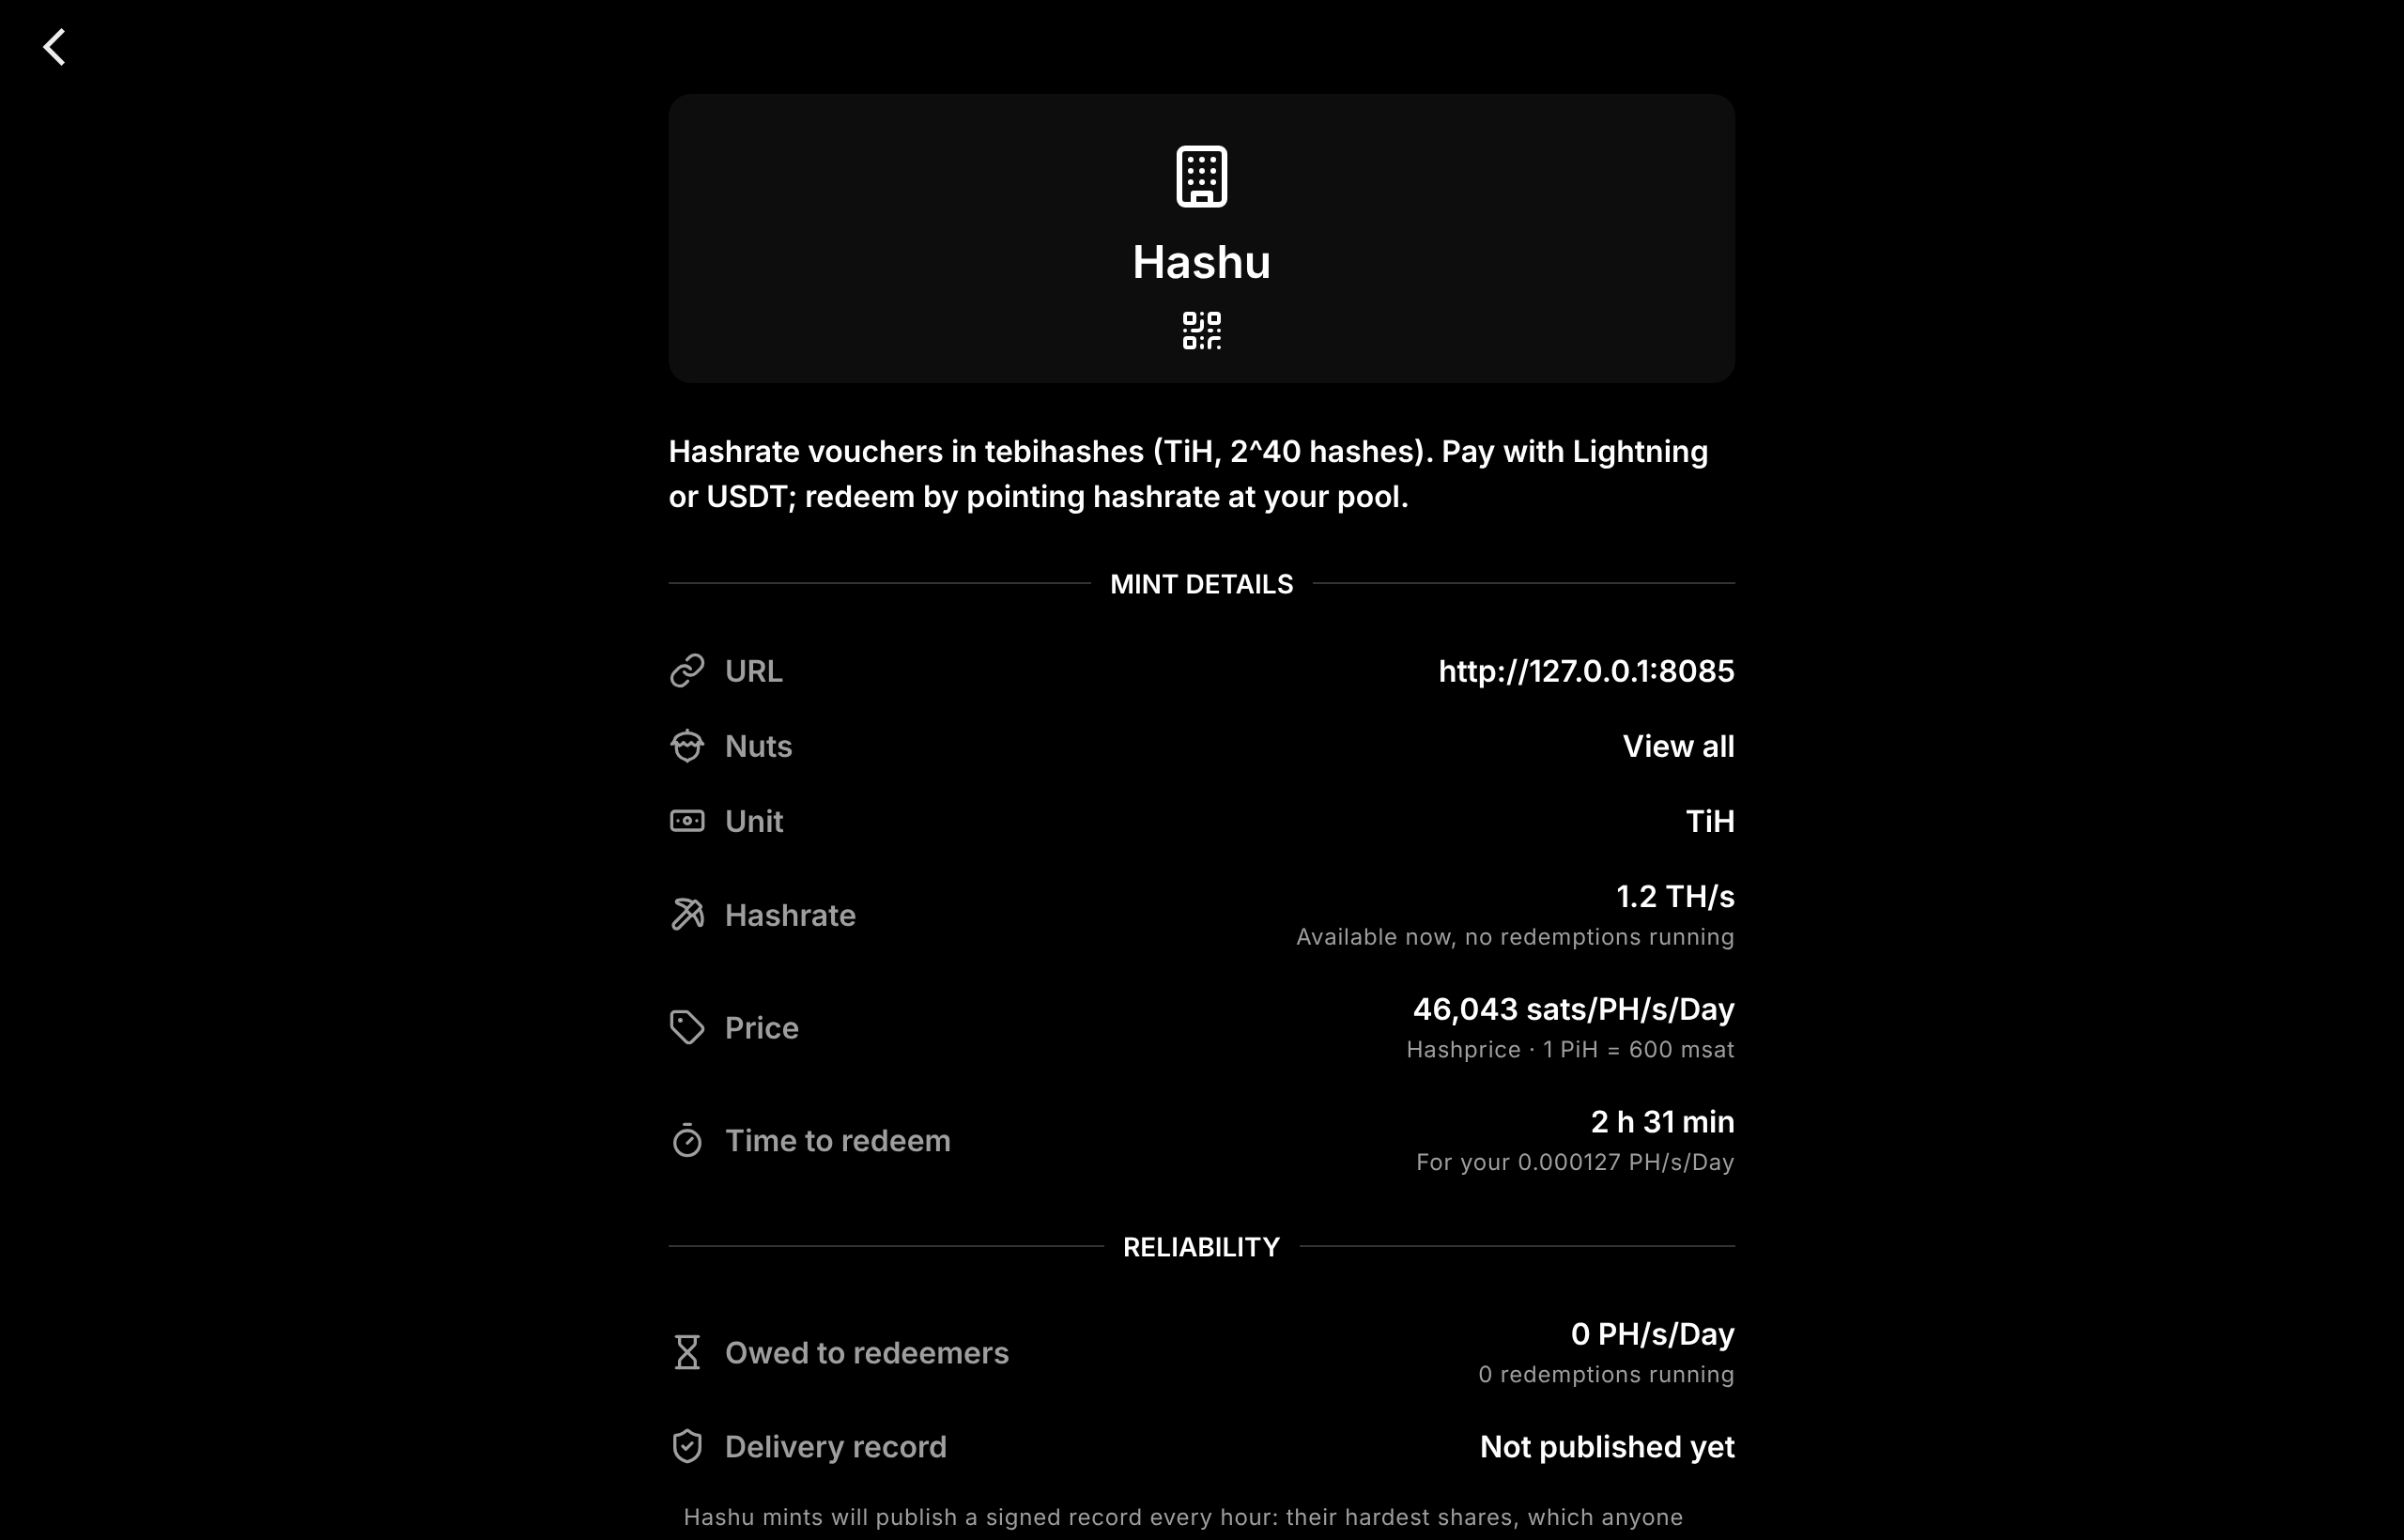 Hashu
Hashrate vouchers in tebihashes (TiH, 2^40 hashes). Pay with Lightning
or USDT; redeem by pointing hashrate at your pool.
MINT DETAILS
URL http://127.0.0.1:8085
Nuts View all
Unit TiH
Hashrate 1.2 TH/s
Available now, no redemptions running
Price 46,043 sats/PH/s/Day
Hashprice · 1 PiH = 600 msat
Time to redeem 2 h 31 min
For your 0.000127 PH/s/Day
RELIABILITY
Owed to redeemers 0 PH/s/Day
0 redemptions running
Delivery record Not published yet
Hashu mints will publish a signed record every hour: their hardest shares, which anyone